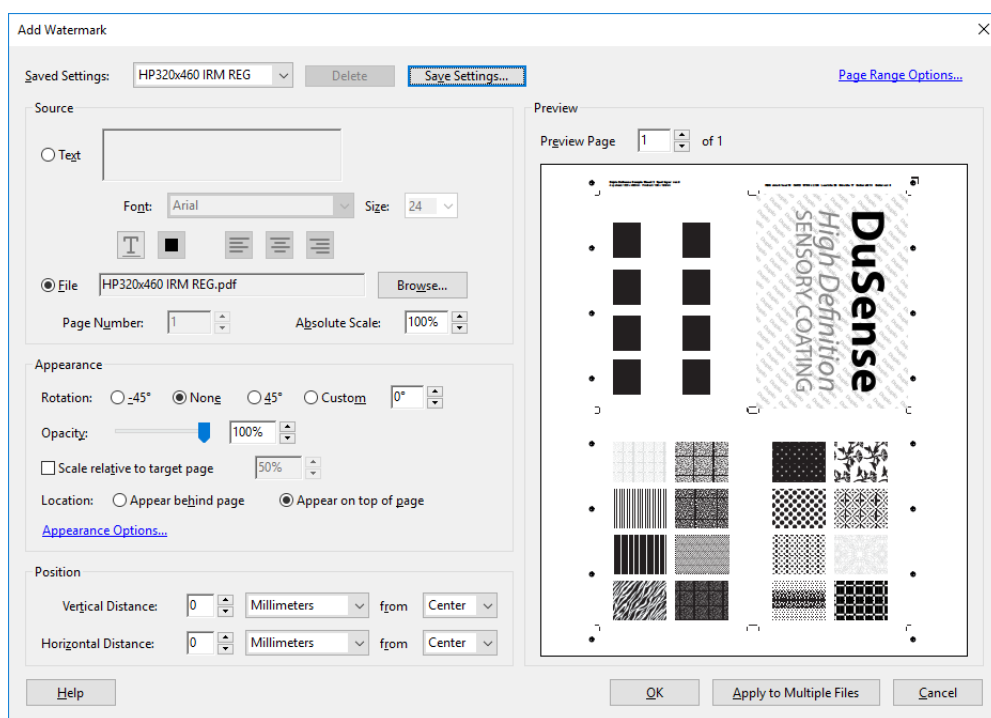 Add Watermark
Saved Settings: HP320x460 IRM REG Delete Save Settings... Page Range Options...
Source
Text
Font: Arial Size: 24
T
File HP320x460 IRM REG.pdf Browse...
Page Number: 1 Absolute Scale: 100%
Appearance
Rotation: -45° None 45° Custom 0°
Opacity: 100%
Scale relative to target page 50%
Location: Appear behind page Appear on top of page
Appearance Options...
Position
Vertical Distance: 0 Millimeters from Center
Horizontal Distance: 0 Millimeters from Center
Preview
Preview Page 1 of 1
DuSense
High Definition
SENSORY COATING
Help OK Apply to Multiple Files Cancel